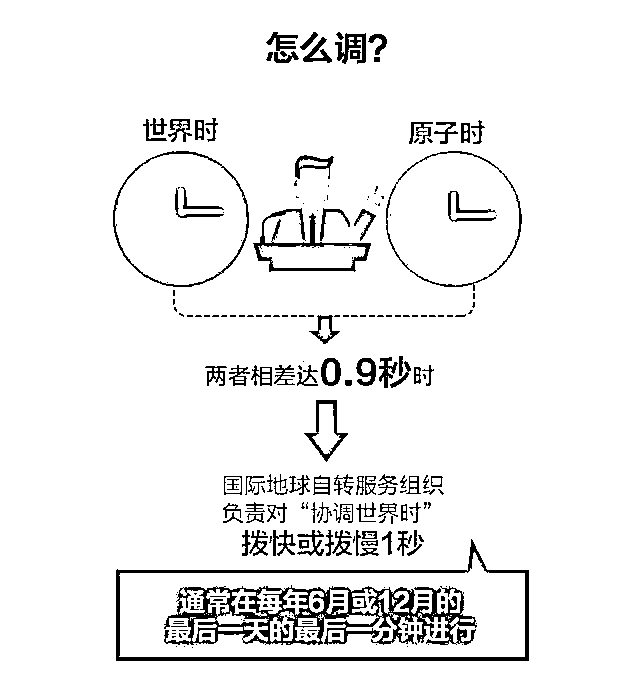 怎么调?
世界时
原子时
两者相差达0.9秒时
国际地球自转服务组织
负责对“协调世界时”
拨快或拨慢1秒
通常在每年6月或12月的
最后一天的最后一分钟进行